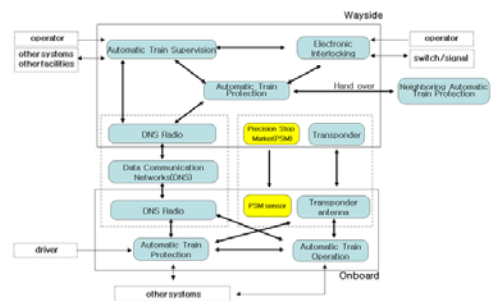 Wayside
operator
other systems
other facilities
Automatic Train Supervision
Electronic
Interlocking
operator
switch/signal
Automatic Train
Protection
Hand over
Neighboring Automatic
Train Protection
DNS Radio
Precision Stop
Market(PSM)
Transponder
Data Communication
Networks(DNS)
DNS Radio
PSM sensor
Transponder
antenna
driver
Automatic Train
Protection
Automatic Train
Operation
Onboard
other systems